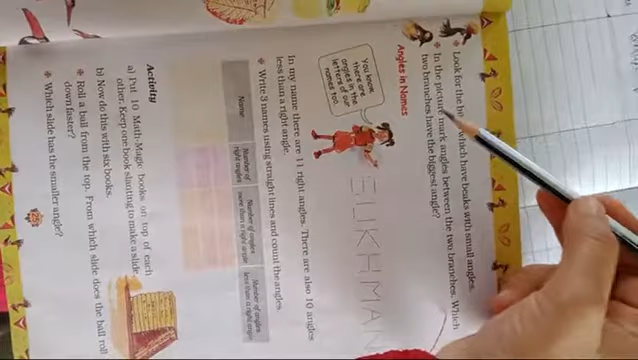 ❖ Look for the bi which have beaks with small angles.
❖ In the picture mark angles between the two branches. Which
two branches have the biggest angle?
Angles in Names
You know,
there are
angles in the
letters of our
names too.
SUKHMAN
In my name there are 11 right angles. There are also 10 angles
less than a right angle.
❖ Write 3 names using straight lines and count the angles.
Name
Number of
right angles
Number of angles
more than a right angle
Number of angles
less than a right angle
Activity
a) Put 10 Math-Magic books on top of each
other. Keep one book slanting to make a slide.
b) Now do this with six books.
❖ Roll a ball from the top. From which slide does the ball roll
down faster?
❖ Which slide has the smaller angle?
25